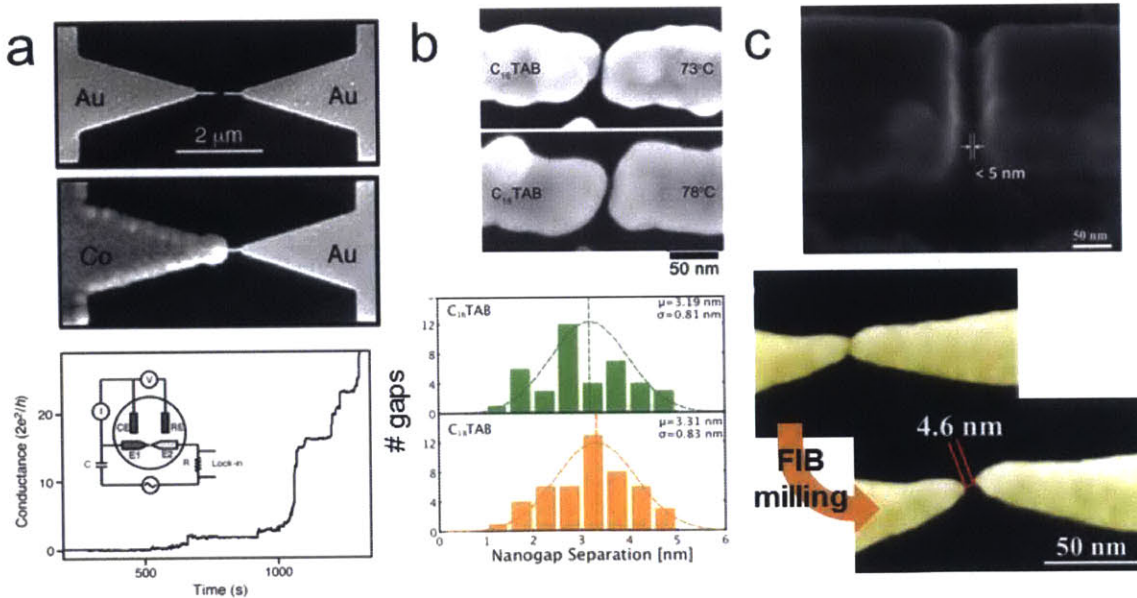 a
Au
Au
2 μm
Co
Au
Conductance (2e²/h)
20
10
0
500
1000
Time (s)
V
I
CE
RE
E1
E2
C
R
Lock-in
b
C₁₆TAB
73°C
C₁₈TAB
78°C
50 nm
# gaps
C₁₆TAB
μ=3.19 nm
σ=0.81 nm
12
8
4
0
C₁₈TAB
μ=3.31 nm
σ=0.83 nm
12
8
4
0
0
1
2
3
4
5
6
Nanogap Separation [nm]
c
< 5 nm
50 nm
4.6 nm
FIB
milling
50 nm